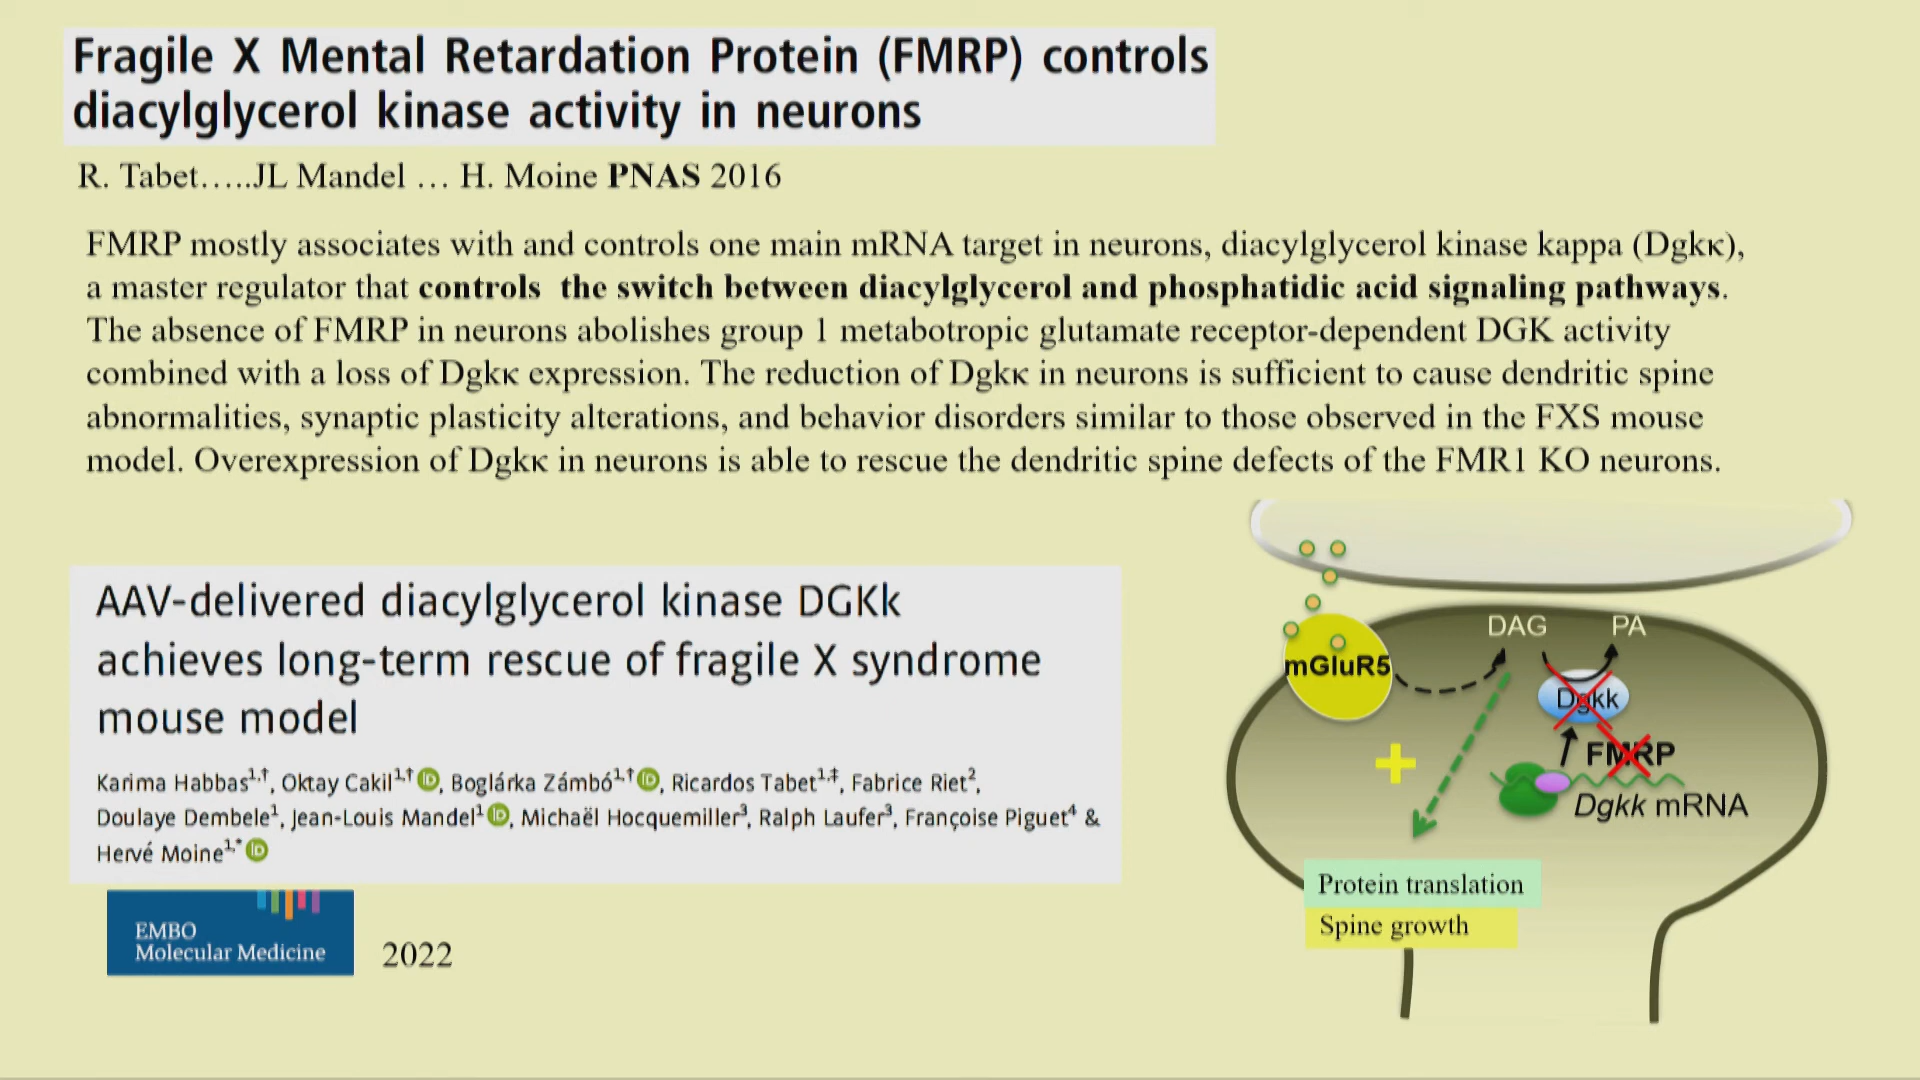 Fragile X Mental Retardation Protein (FMRP) controls
diacylglycerol kinase activity in neurons
R. Tabet…..JL Mandel … H. Moine PNAS 2016
FMRP mostly associates with and controls one main mRNA target in neurons, diacylglycerol kinase kappa (Dgkκ),
a master regulator that controls the switch between diacylglycerol and phosphatidic acid signaling pathways.
The absence of FMRP in neurons abolishes group 1 metabotropic glutamate receptor-dependent DGK activity
combined with a loss of Dgkκ expression. The reduction of Dgkκ in neurons is sufficient to cause dendritic spine
abnormalities, synaptic plasticity alterations, and behavior disorders similar to those observed in the FXS mouse
model. Overexpression of Dgkκ in neurons is able to rescue the dendritic spine defects of the FMR1 KO neurons.
AAV-delivered diacylglycerol kinase DGKk
achieves long-term rescue of fragile X syndrome
mouse model
Karima Habbas1,†, Oktay Cakil1,† iD, Boglárka Zámbó1,† iD, Ricardos Tabet1,‡, Fabrice Riet2,
Doulaye Dembele1, Jean-Louis Mandel1 iD, Michaël Hocquemiller3, Ralph Laufer3, Françoise Piguet4 &
Hervé Moine1,* iD
EMBO
Molecular Medicine
2022
DAG PA
mGluR5
Dgkk
+
FMRP
Dgkk mRNA
Protein translation
Spine growth